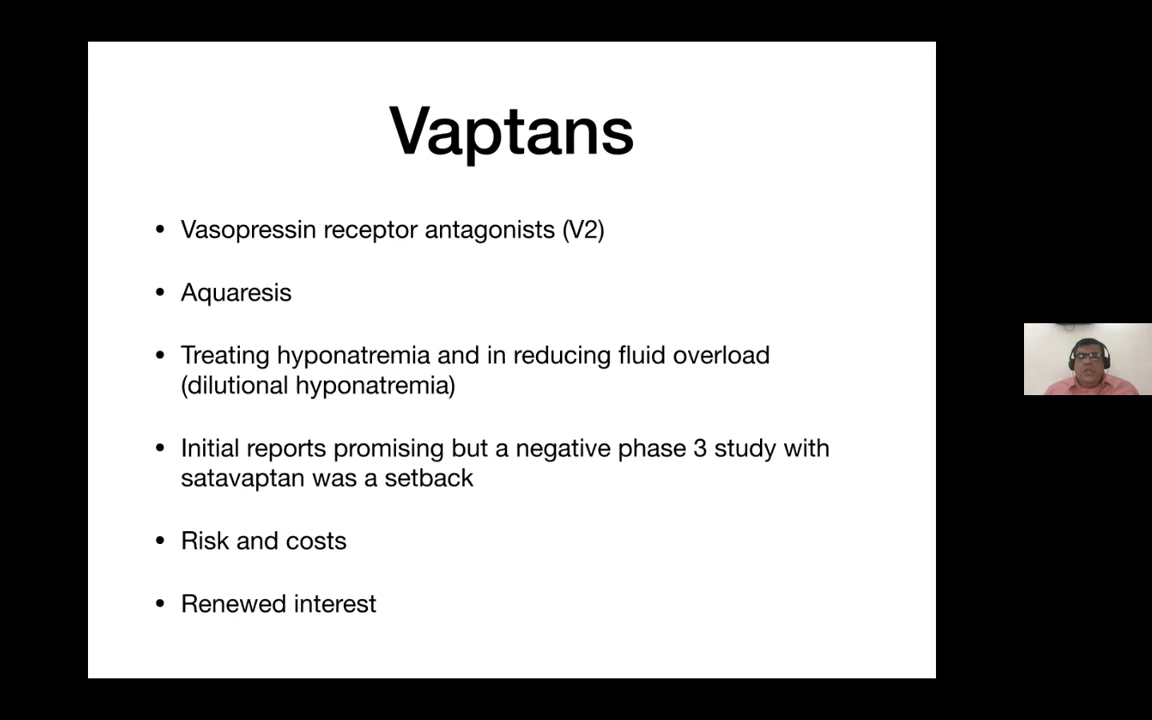 Vaptans
• Vasopressin receptor antagonists (V2)
• Aquaresis
• Treating hyponatremia and in reducing fluid overload
(dilutional hyponatremia)
• Initial reports promising but a negative phase 3 study with
satavaptan was a setback
• Risk and costs
• Renewed interest